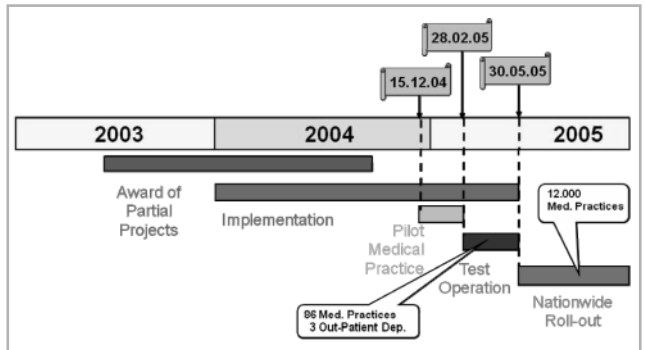 28.02.05
15.12.04
30.05.05
2003
2004
2005
Award of
Partial
Projects
Implementation
12.000
Med. Practices
Pilot
Medical
Practice
Test
Operation
86 Med. Practices
3 Out-Patient Dep.
Nationwide
Roll-out